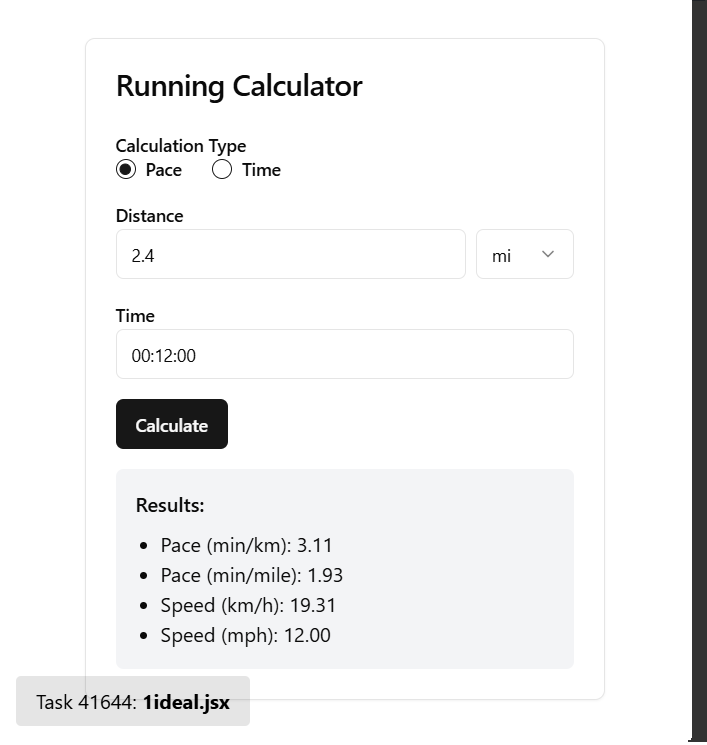 Running Calculator
Calculation Type
Pace Time
Distance
2.4 mi
Time
00:12:00
Calculate
Results:
Pace (min/km): 3.11
Pace (min/mile): 1.93
Speed (km/h): 19.31
Speed (mph): 12.00
Task 41644: 1ideal.jsx